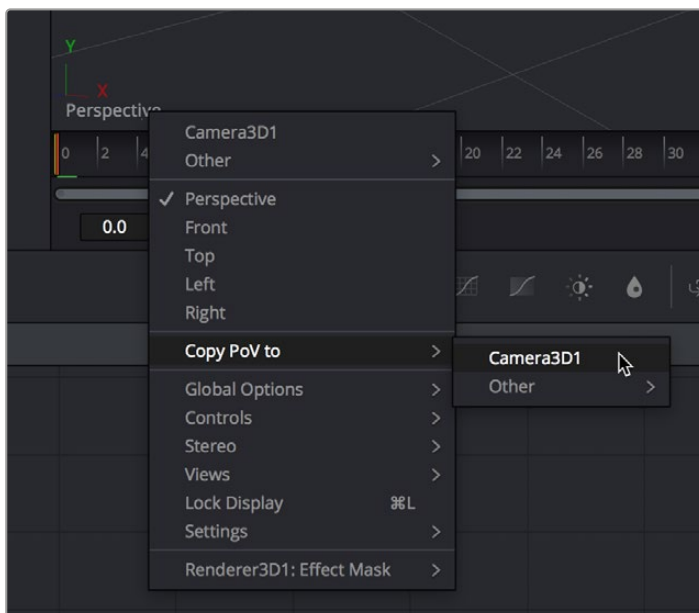 Y
X
Perspective
0 2 4 20 22 24 26 28 30
0.0
Camera3D1
Other >
✓ Perspective
Front
Top
Left
Right
Copy PoV to >
Camera3D1
Other >
Global Options >
Controls >
Stereo >
Views >
Lock Display ⌘L
Settings >
Renderer3D1: Effect Mask >